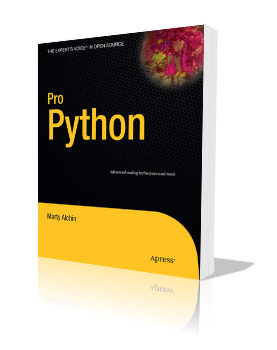 THE EXPERT'S VOICE® IN OPEN SOURCE
Pro
Python
Advanced coding techniques and tools
Marty Alchin
Apress®